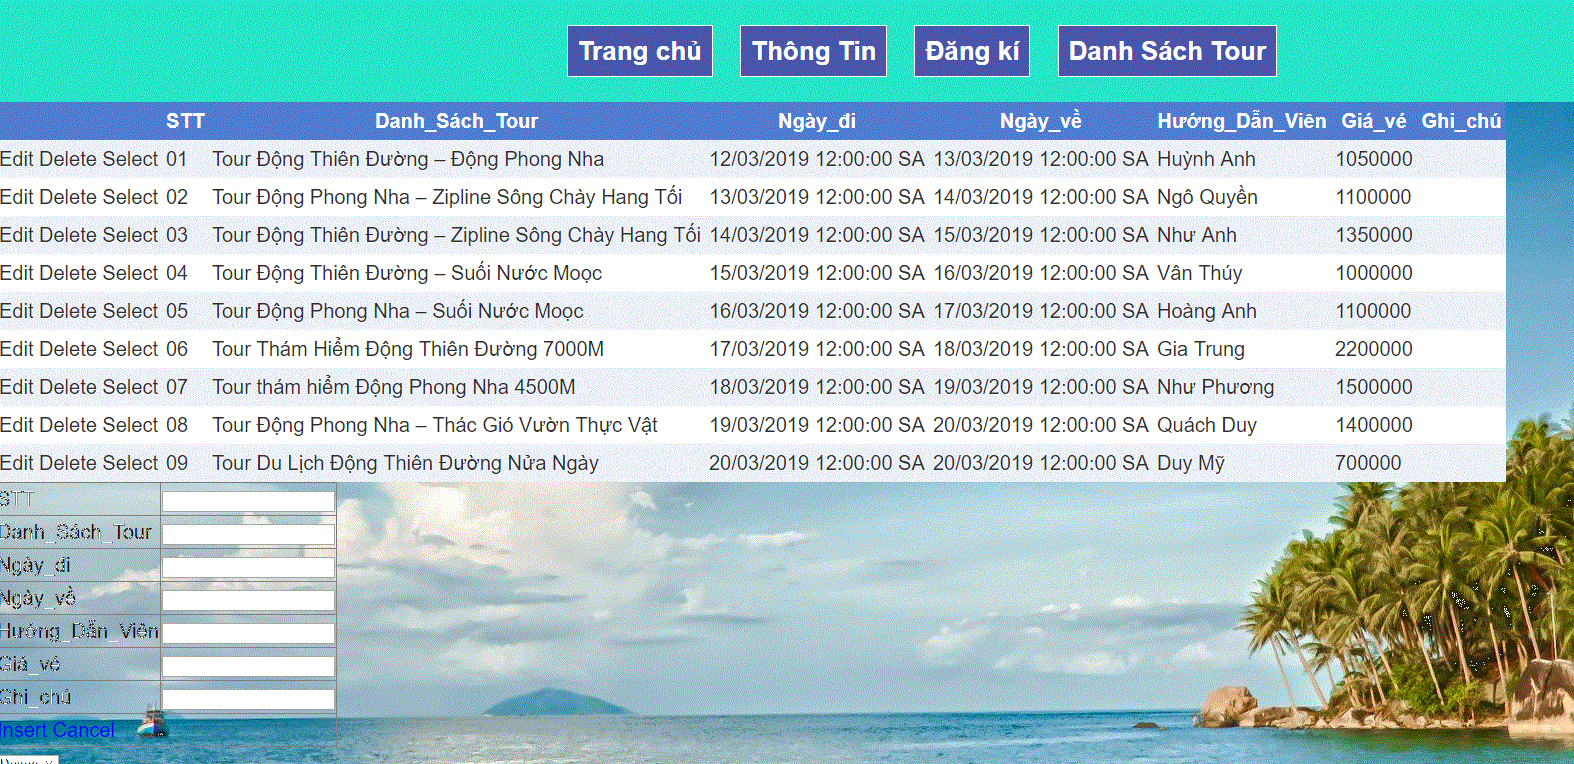 Trang chủ Thông Tin Đăng kí Danh Sách Tour
STT Danh_Sách_Tour Ngày_đi Ngày_về Hướng_Dẫn_Viên Giá_vé Ghi_chú
Edit Delete Select 01 Tour Động Thiên Đường – Động Phong Nha 12/03/2019 12:00:00 SA 13/03/2019 12:00:00 SA Huỳnh Anh 1050000
Edit Delete Select 02 Tour Động Phong Nha – Zipline Sông Chày Hang Tối 13/03/2019 12:00:00 SA 14/03/2019 12:00:00 SA Ngô Quyền 1100000
Edit Delete Select 03 Tour Động Thiên Đường – Zipline Sông Chày Hang Tối 14/03/2019 12:00:00 SA 15/03/2019 12:00:00 SA Như Anh 1350000
Edit Delete Select 04 Tour Động Thiên Đường – Suối Nước Moọc 15/03/2019 12:00:00 SA 16/03/2019 12:00:00 SA Vân Thúy 1000000
Edit Delete Select 05 Tour Động Phong Nha – Suối Nước Moọc 16/03/2019 12:00:00 SA 17/03/2019 12:00:00 SA Hoàng Anh 1100000
Edit Delete Select 06 Tour Thám Hiểm Động Thiên Đường 7000M 17/03/2019 12:00:00 SA 18/03/2019 12:00:00 SA Gia Trung 2200000
Edit Delete Select 07 Tour thám hiểm Động Phong Nha 4500M 18/03/2019 12:00:00 SA 19/03/2019 12:00:00 SA Như Phương 1500000
Edit Delete Select 08 Tour Động Phong Nha – Thác Gió Vườn Thực Vật 19/03/2019 12:00:00 SA 20/03/2019 12:00:00 SA Quách Duy 1400000
Edit Delete Select 09 Tour Du Lịch Động Thiên Đường Nửa Ngày 20/03/2019 12:00:00 SA 20/03/2019 12:00:00 SA Duy Mỹ 700000
STT
Danh_Sách_Tour
Ngày_đi
Ngày_về
Hướng_Dẫn_Viên
Giá_vé
Ghi_chú
Insert Cancel